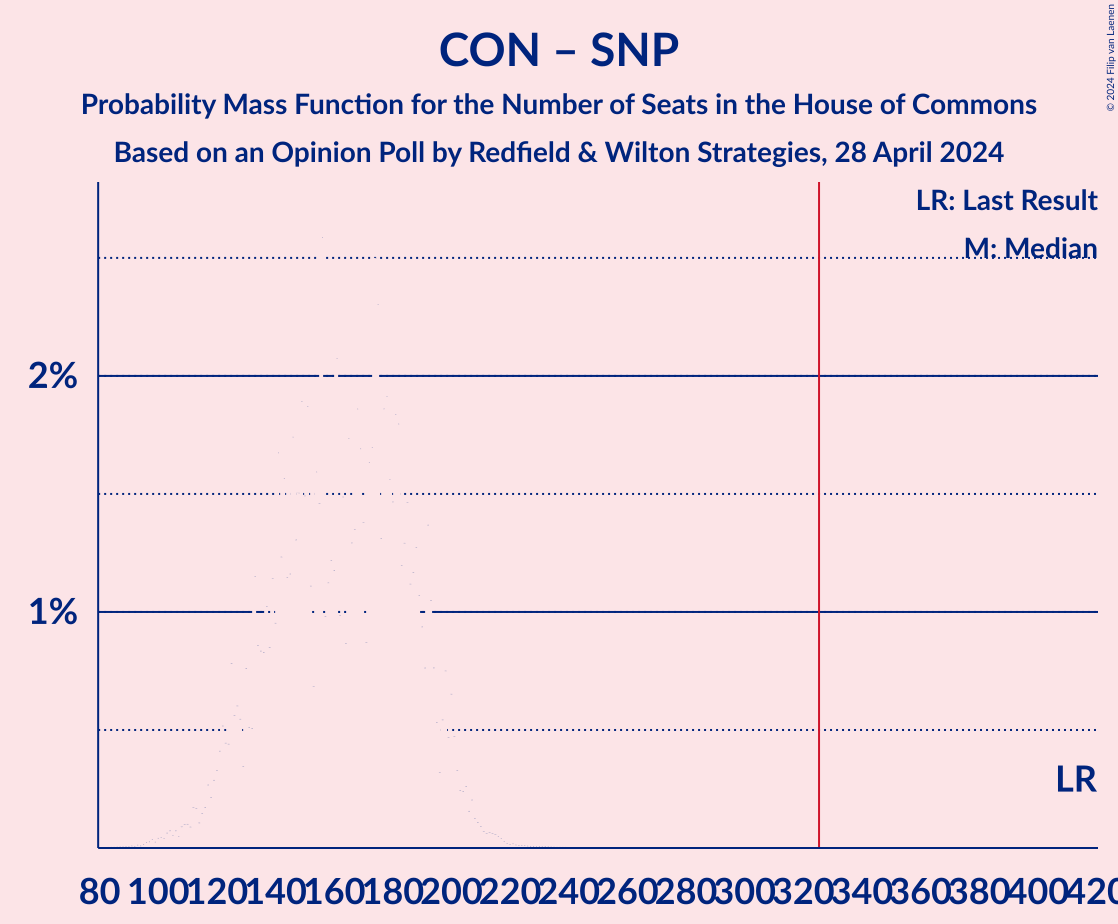 CON – SNP
Probability Mass Function for the Number of Seats in the House of Commons
Based on an Opinion Poll by Redfield & Wilton Strategies, 28 April 2024
© 2024 Filip van Laenen
LR: Last Result
M: Median
2%
1%
LR
80 100 120 140 160 180 200 220 240 260 280 300 320 340 360 380 400 420